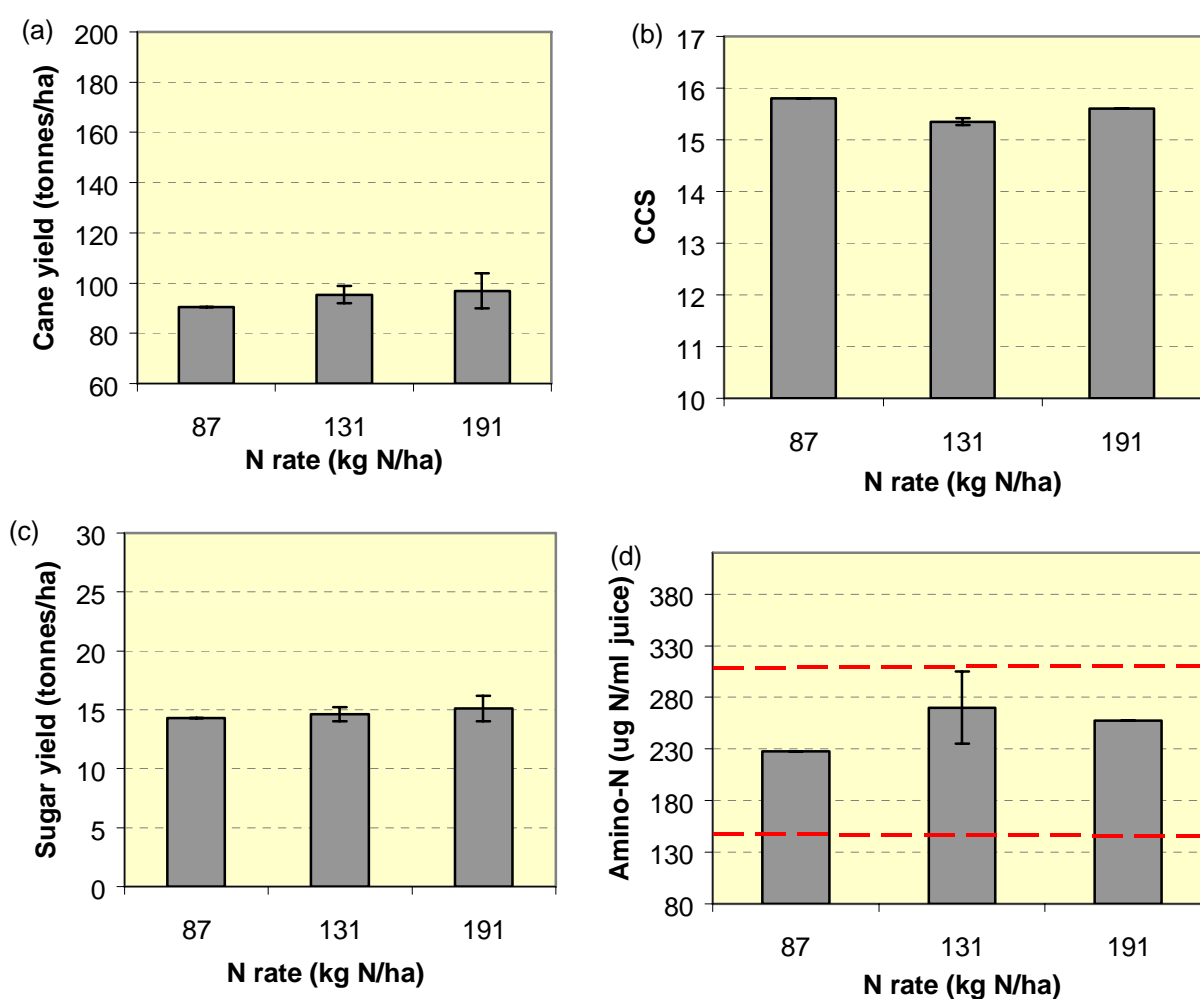 (a)
Cane yield (tonnes/ha)
200
180
160
140
120
100
80
60
87 131 191
N rate (kg N/ha)
(b)
CCS
17
16
15
14
13
12
11
10
87 131 191
N rate (kg N/ha)
(c)
Sugar yield (tonnes/ha)
30
25
20
15
10
5
0
87 131 191
N rate (kg N/ha)
(d)
Amino-N (ug N/ml juice)
380
330
280
230
180
130
80
87 131 191
N rate (kg N/ha)